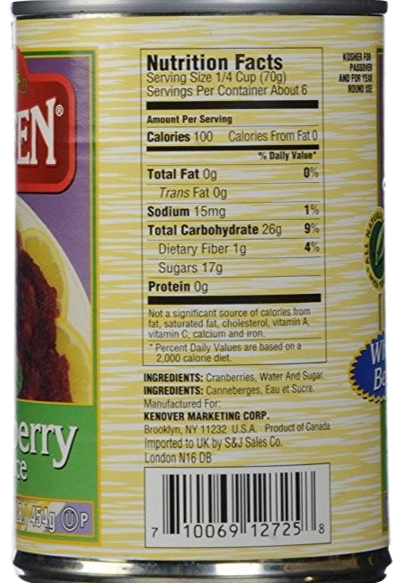 EN®
erry
ce
454g U P
Nutrition Facts
Serving Size 1/4 Cup (70g)
Servings Per Container About 6
Amount Per Serving
Calories 100 Calories From Fat 0
% Daily Value*
Total Fat 0g 0%
Trans Fat 0g
Sodium 15mg 1%
Total Carbohydrate 26g 9%
Dietary Fiber 1g 4%
Sugars 17g
Protein 0g
Not a significant source of calories from
fat, saturated fat, cholesterol, vitamin A,
vitamin C, calcium and iron.
* Percent Daily Values are based on a
2,000 calorie diet.
INGREDIENTS: Cranberries, Water And Sugar.
INGREDIENTS: Canneberges, Eau et Sucre.
Manufactured For:
KENOVER MARKETING CORP.
Brooklyn, NY 11232 U.S.A. Product of Canada
Imported to UK by S&J Sales Co.
London N16 DB
7 10069 12725 8
KOSHER FOR
PASSOVER
AND FOR YEAR
ROUND USE